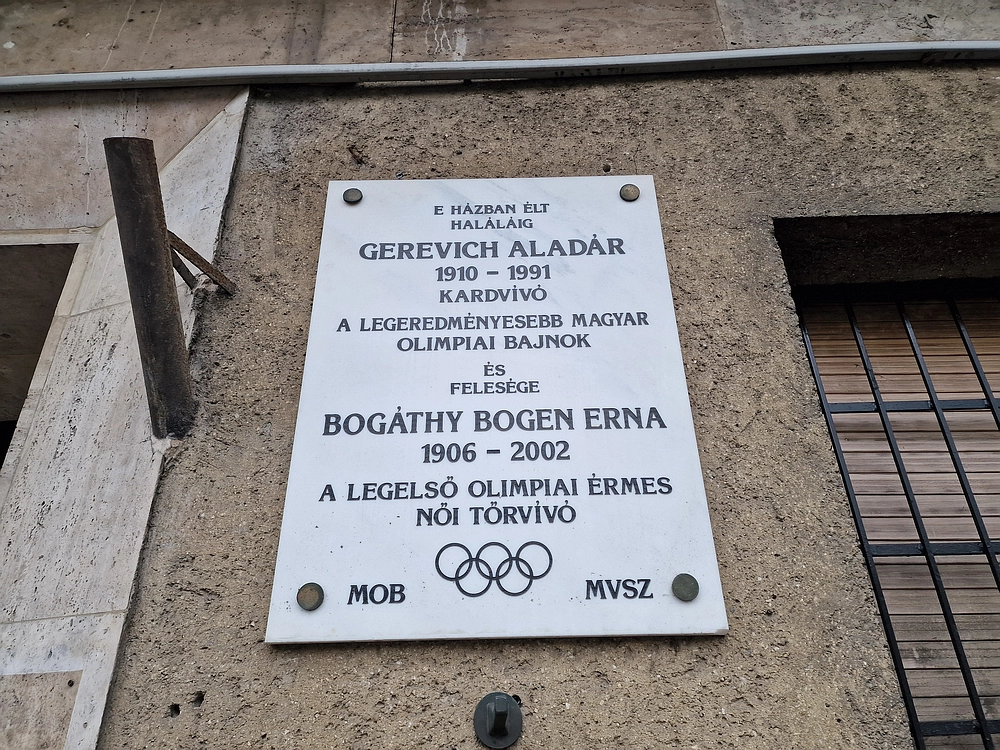 E HÁZBAN ÉLT
HALÁLÁIG
GEREVICH ALADÁR
1910 – 1991
KARDVÍVÓ
A LEGEREDMÉNYESEBB MAGYAR
OLIMPIAI BAJNOK
ÉS
FELESÉGE
BOGÁTHY BOGEN ERNA
1906 – 2002
A LEGELSŐ OLIMPIAI ÉRMES
NŐI TŐRVÍVÓ
MOB MVSZ